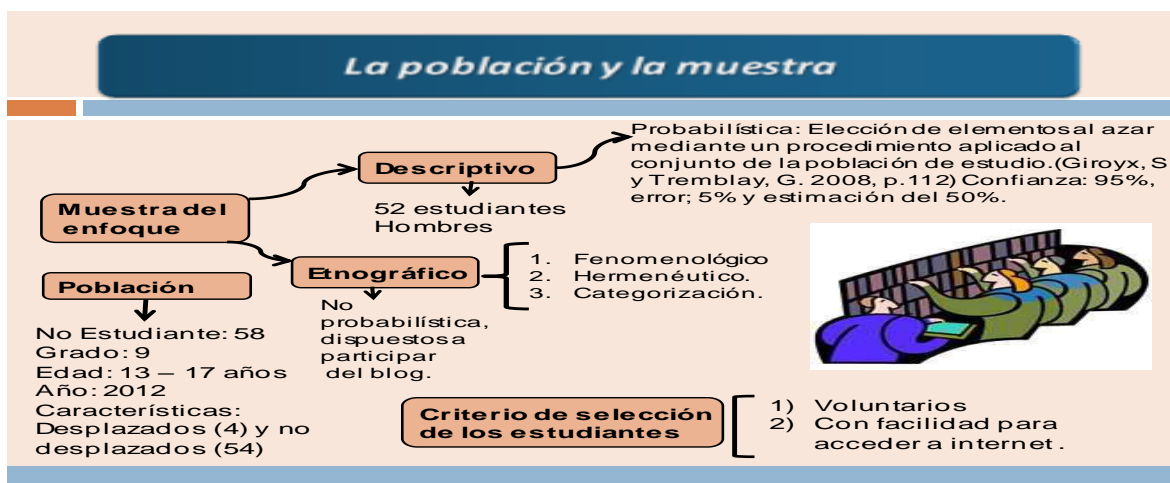 La población y la muestra
Probabilística: Elección de elementos al azar
mediante un procedimiento aplicado al
conjunto de la población de estudio.(Giroyx, S
y Tremblay, G. 2008, p.112) Confianza: 95%,
error; 5% y estimación del 50%.
Descriptivo
52 estudiantes
Hombres
Muestra del
enfoque
Etnográfico
1. Fenomenológico
2. Hermenéutico.
3. Categorización.
No
probabilística,
dispuestos a
participar
del blog.
Población
No Estudiante: 58
Grado: 9
Edad: 13 – 17 años
Año: 2012
Características:
Desplazados (4) y no
desplazados (54)
Criterio de selección
de los estudiantes
1) Voluntarios
2) Con facilidad para
acceder a internet .